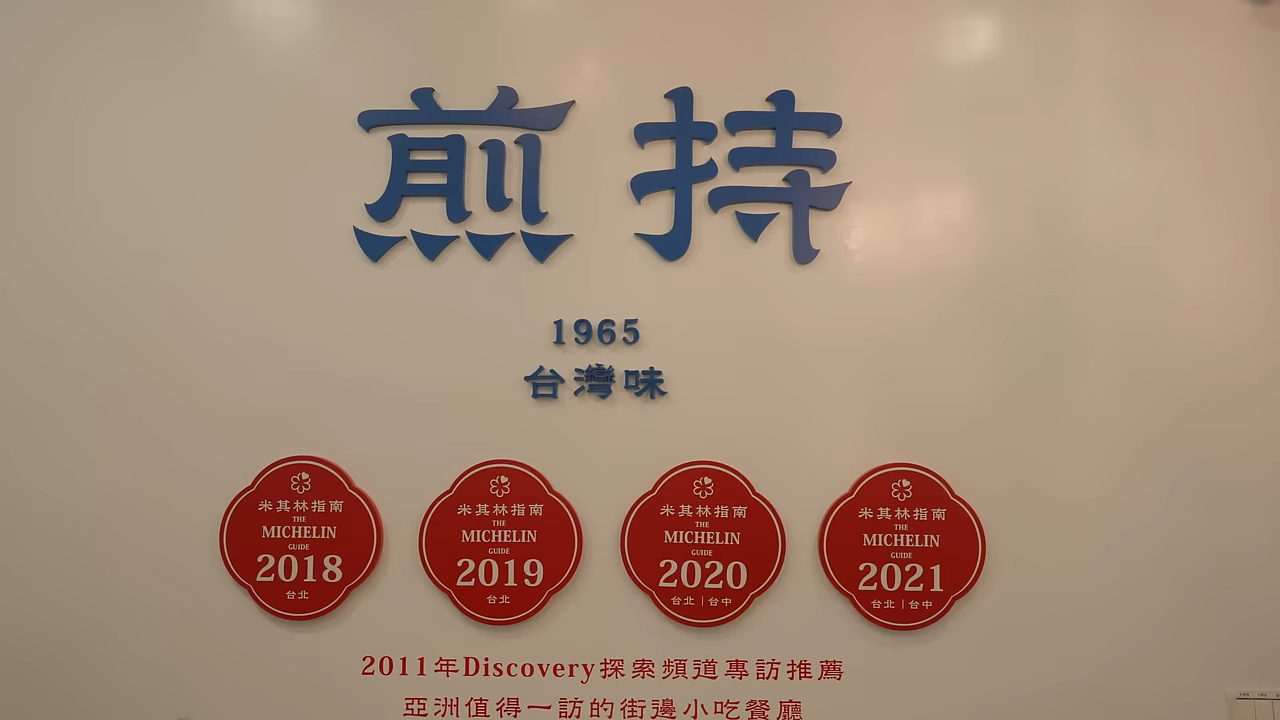 煎持
1965
台灣味
米其林指南
THE
MICHELIN
GUIDE
2018
台北
米其林指南
THE
MICHELIN
GUIDE
2019
台北
米其林指南
THE
MICHELIN
GUIDE
2020
台北|台中
米其林指南
THE
MICHELIN
GUIDE
2021
台北|台中
2011年Discovery探索頻道專訪推薦
亞洲值得一訪的街邊小吃餐廳